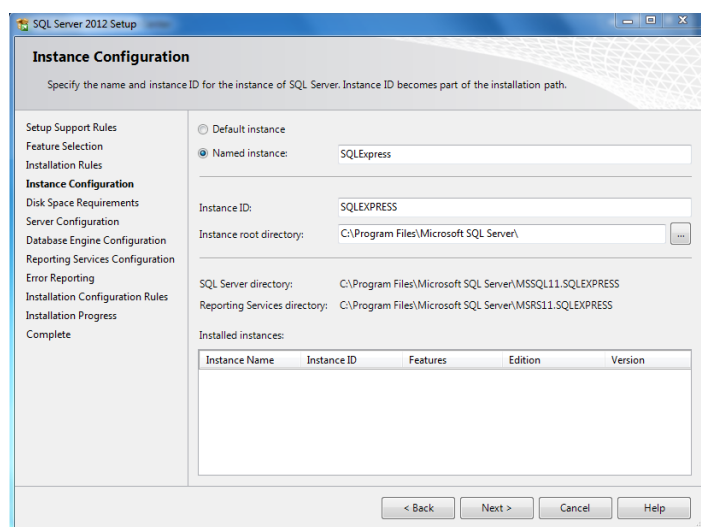 SQL Server 2012 Setup
Instance Configuration
Specify the name and instance ID for the instance of SQL Server. Instance ID becomes part of the installation path.
Setup Support Rules
Feature Selection
Installation Rules
Instance Configuration
Disk Space Requirements
Server Configuration
Database Engine Configuration
Reporting Services Configuration
Error Reporting
Installation Configuration Rules
Installation Progress
Complete
Default instance
Named instance: SQLExpress
Instance ID: SQLEXPRESS
Instance root directory: C:\Program Files\Microsoft SQL Server\ ...
SQL Server directory: C:\Program Files\Microsoft SQL Server\MSSQL11.SQLEXPRESS
Reporting Services directory: C:\Program Files\Microsoft SQL Server\MSRS11.SQLEXPRESS
Installed instances:
Instance Name Instance ID Features Edition Version
< Back Next > Cancel Help